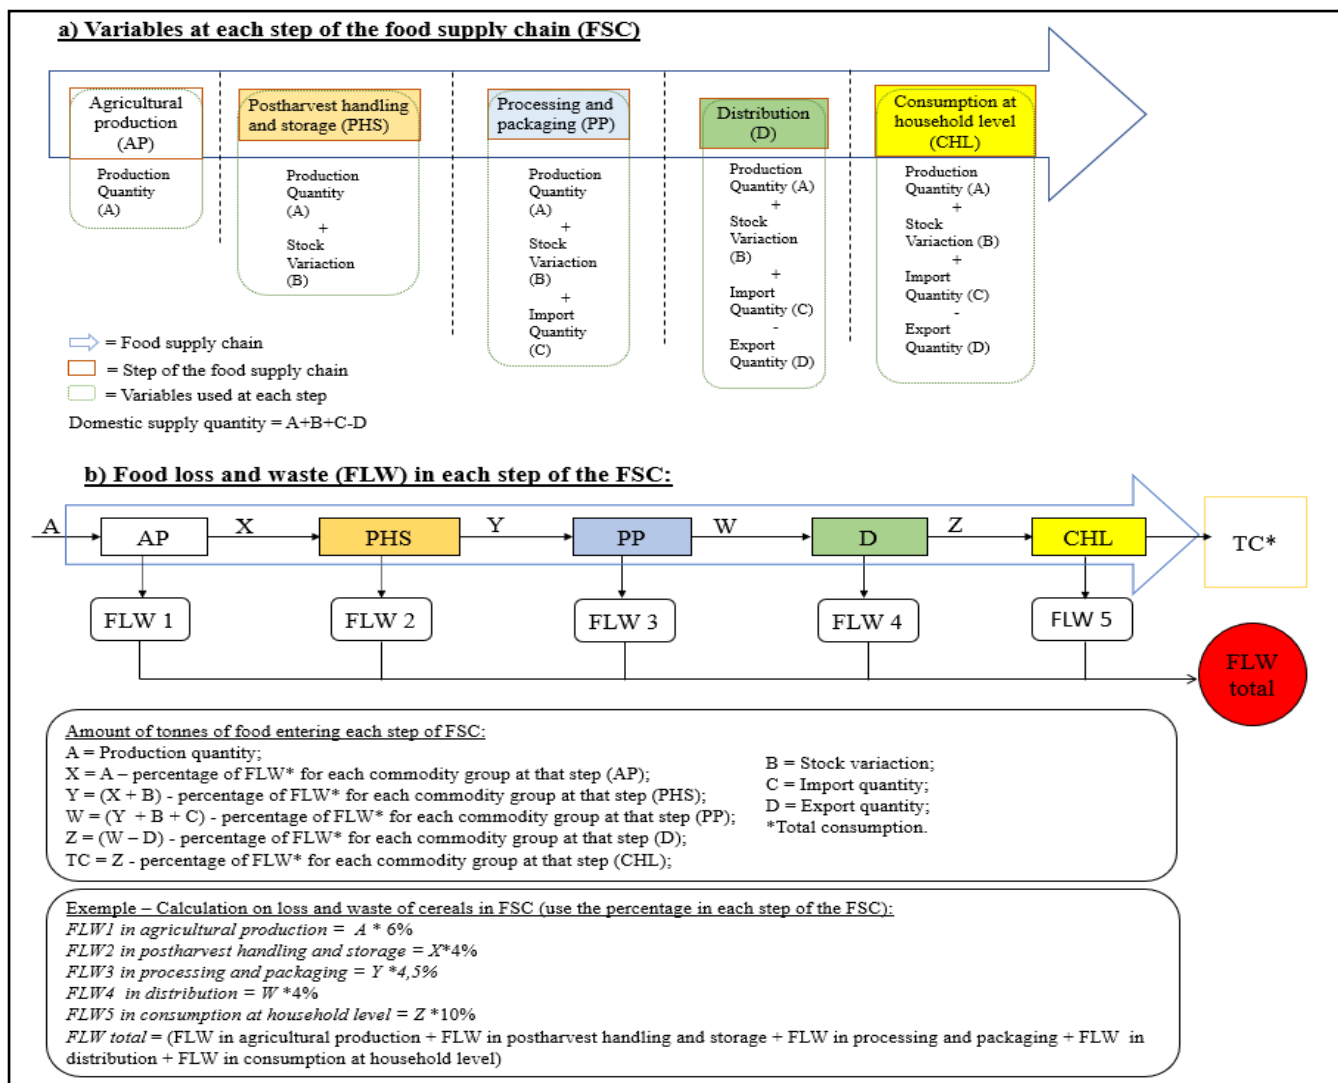 a) Variables at each step of the food supply chain (FSC)
Agricultural
production
(AP)
Production
Quantity
(A)
Postharvest handling
and storage (PHS)
Production
Quantity
(A)
+
Stock
Variaction
(B)
Processing and
packaging (PP)
Production
Quantity
(A)
+
Stock
Variaction
(B)
+
Import
Quantity
(C)
Distribution
(D)
Production
Quantity (A)
+
Stock
Variaction
(B)
+
Import
Quantity (C)
-
Export
Quantity (D)
Consumption at
household level
(CHL)
Production
Quantity (A)
+
Stock
Variaction (B)
+
Import
Quantity (C)
-
Export
Quantity (D)
= Food supply chain
= Step of the food supply chain
= Variables used at each step
Domestic supply quantity = A+B+C-D
b) Food loss and waste (FLW) in each step of the FSC:
A AP X PHS Y PP W D Z CHL TC*
FLW 1 FLW 2 FLW 3 FLW 4 FLW 5
FLW
total
Amount of tonnes of food entering each step of FSC:
A = Production quantity;
X = A – percentage of FLW* for each commodity group at that step (AP);
Y = (X + B) - percentage of FLW* for each commodity group at that step (PHS);
W = (Y + B + C) - percentage of FLW* for each commodity group at that step (PP);
Z = (W – D) - percentage of FLW* for each commodity group at that step (D);
TC = Z - percentage of FLW* for each commodity group at that step (CHL);
B = Stock variaction;
C = Import quantity;
D = Export quantity;
*Total consumption.
Exemple – Calculation on loss and waste of cereals in FSC (use the percentage in each step of the FSC):
FLW1 in agricultural production = A * 6%
FLW2 in postharvest handling and storage = X*4%
FLW3 in processing and packaging = Y *4,5%
FLW4 in distribution = W *4%
FLW5 in consumption at household level = Z *10%
FLW total = (FLW in agricultural production + FLW in postharvest handling and storage + FLW in processing and packaging + FLW in
distribution + FLW in consumption at household level)